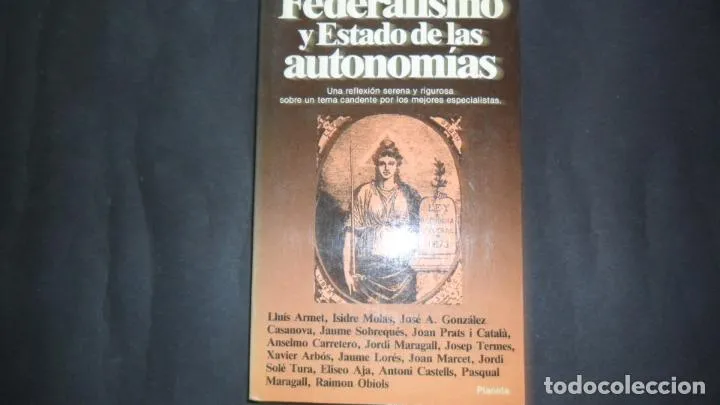 Federalismo
y Estado de las
autonomías
Una reflexión serena y rigurosa
sobre un tema candente por los mejores especialistas.
LEY
1873
Lluís Armet, Isidre Molas, José A. González
Casanova, Jaume Sobrequés, Joan Prats i Català,
Anselmo Carretero, Jordi Maragall, Josep Termes,
Xavier Arbós, Jaume Lorés, Joan Marcet, Jordi
Solé Tura, Eliseo Aja, Antoni Castells, Pasqual
Maragall, Raimon Obiols
Planeta
todocoleccion